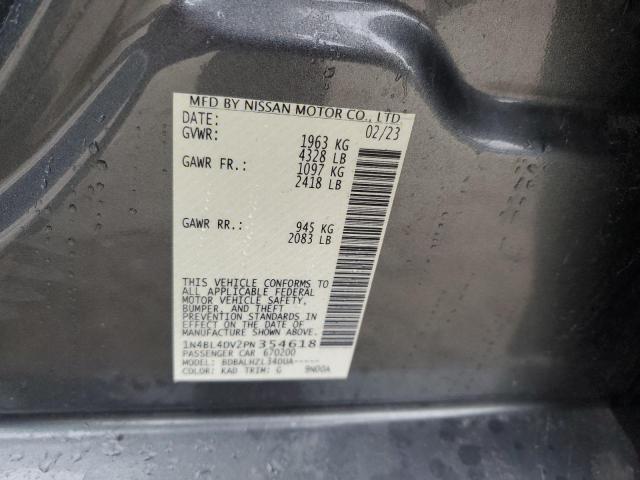 MFD BY NISSAN MOTOR CO., LTD.
DATE: 02/23
GVWR: 1963 KG
4328 LB
GAWR FR.: 1097 KG
2418 LB
GAWR RR.: 945 KG
2083 LB
THIS VEHICLE CONFORMS TO
ALL APPLICABLE FEDERAL
MOTOR VEHICLE SAFETY,
BUMPER, AND THEFT
PREVENTION STANDARDS IN
EFFECT ON THE DATE OF
MANUFACTURE SHOWN ABOVE.
1N4BL4DV2PN354618
PASSENGER CAR 670200
MODEL: BDBALHZL34DUA-----
COLOR: KAD TRIM: G 9N00A